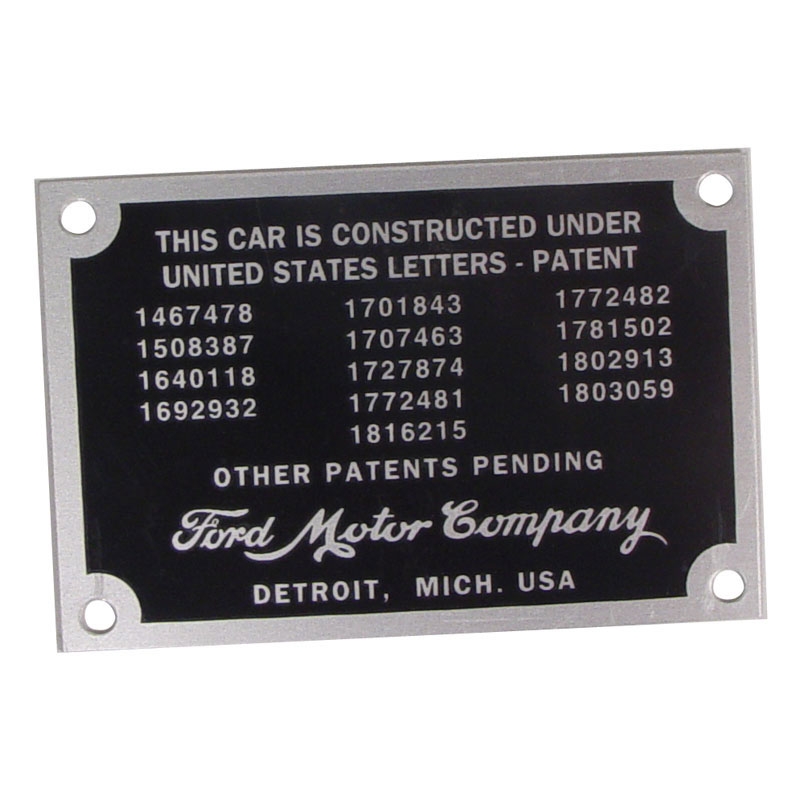 THIS CAR IS CONSTRUCTED UNDER
UNITED STATES LETTERS - PATENT
1467478 1701843 1772482
1508387 1707463 1781502
1640118 1727874 1802913
1692932 1772481 1803059
1816215
OTHER PATENTS PENDING
Ford Motor Company
DETROIT, MICH. USA